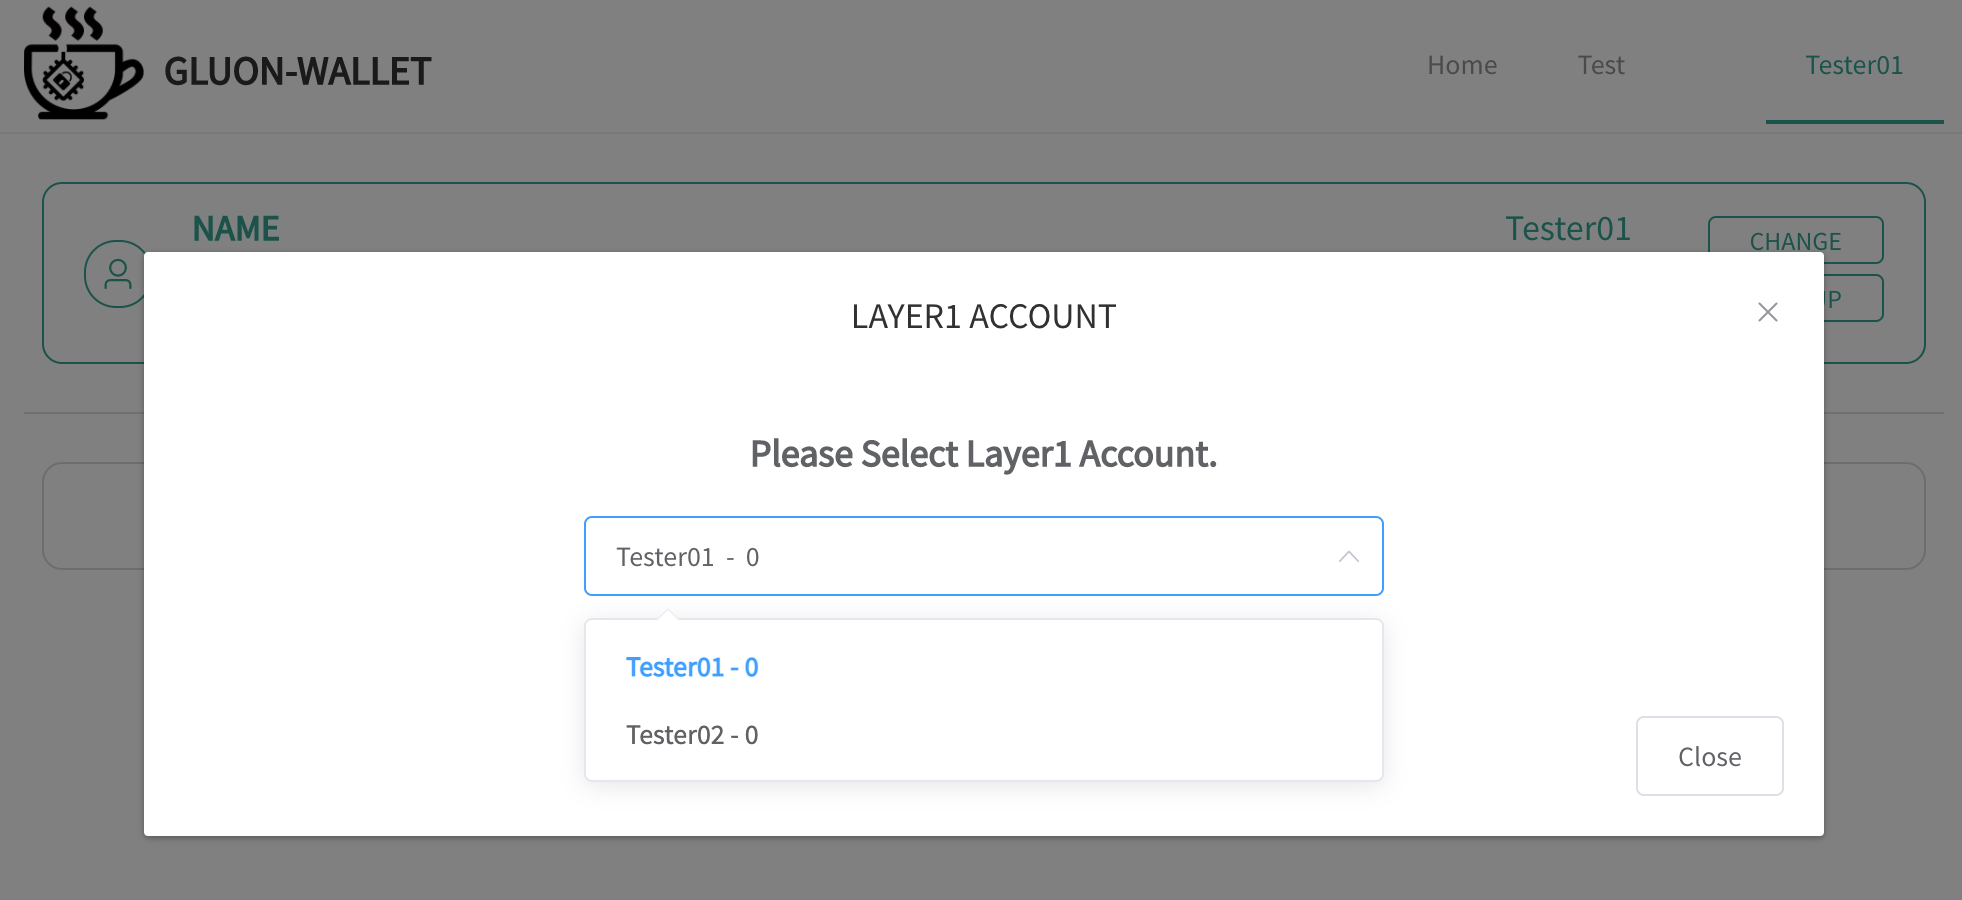 GLUON-WALLET
Home
Test
Tester01
NAME
Tester01
CHANGE
LAYER1 ACCOUNT
Please Select Layer1 Account.
Tester01 - 0
Tester01 - 0
Tester02 - 0
Close